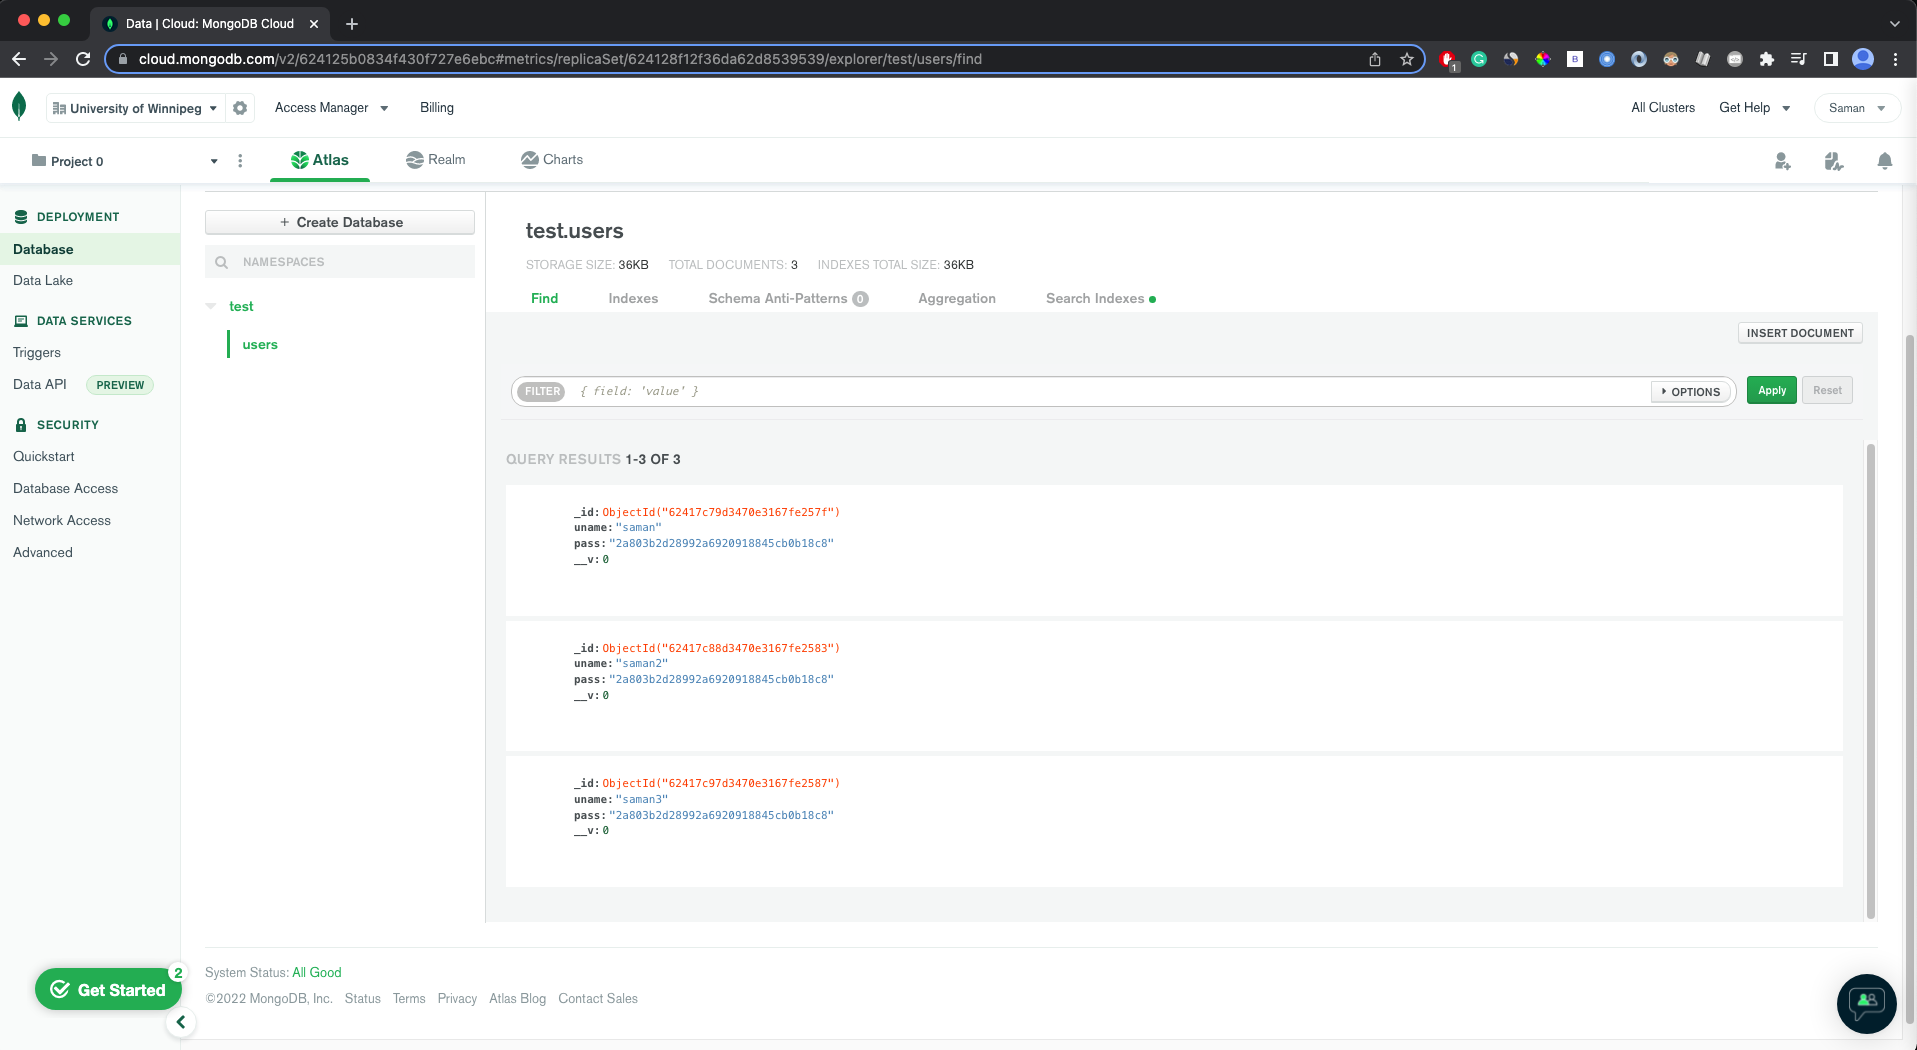 Data | Cloud: MongoDB Cloud
cloud.mongodb.com/v2/624125b0834f430f727e6ebc#metrics/replicaSet/624128f12f36da62d8539539/explorer/test/users/find
1
B
University of Winnipeg
Access Manager
Billing
All Clusters
Get Help
Saman
Project 0
Atlas
Realm
Charts
DEPLOYMENT
Database
Data Lake
DATA SERVICES
Triggers
Data API PREVIEW
SECURITY
Quickstart
Database Access
Network Access
Advanced
+ Create Database
NAMESPACES
test
users
test.users
STORAGE SIZE: 36KB TOTAL DOCUMENTS: 3 INDEXES TOTAL SIZE: 36KB
Find Indexes Schema Anti-Patterns 0 Aggregation Search Indexes
INSERT DOCUMENT
FILTER { field: 'value' } OPTIONS Apply Reset
QUERY RESULTS 1-3 OF 3
_id: ObjectId("62417c79d3470e3167fe257f")
uname: "saman"
pass: "2a803b2d28992a6920918845cb0b18c8"
__v: 0
_id: ObjectId("62417c88d3470e3167fe2583")
uname: "saman2"
pass: "2a803b2d28992a6920918845cb0b18c8"
__v: 0
_id: ObjectId("62417c97d3470e3167fe2587")
uname: "saman3"
pass: "2a803b2d28992a6920918845cb0b18c8"
__v: 0
System Status: All Good
©2022 MongoDB, Inc. Status Terms Privacy Atlas Blog Contact Sales
Get Started
2